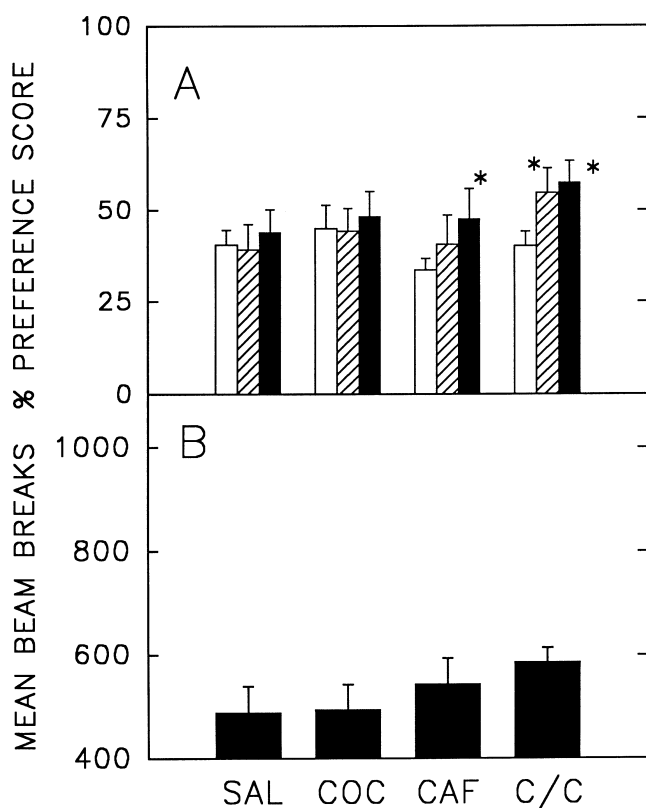 % PREFERENCE SCORE
100
75
50
25
0
A
*
*
*
MEAN BEAM BREAKS
1000
800
600
400
B
SAL COC CAF C/C